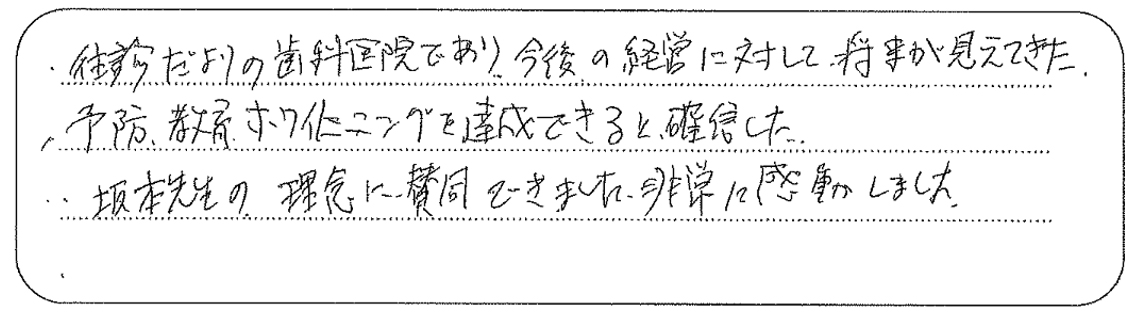 ・往診だよりの歯科医院であり、今後の経営に対して、将来が見えてきた。
・予防、教育、ホワイトニングを達成できると、確信した。
・坂本先生の理念に賛同できました。非常に感動しました。